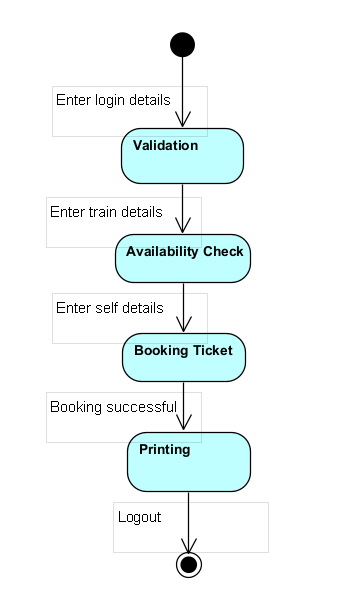 Enter login details
Validation
Enter train details
Availability Check
Enter self details
Booking Ticket
Booking successful
Printing
Logout